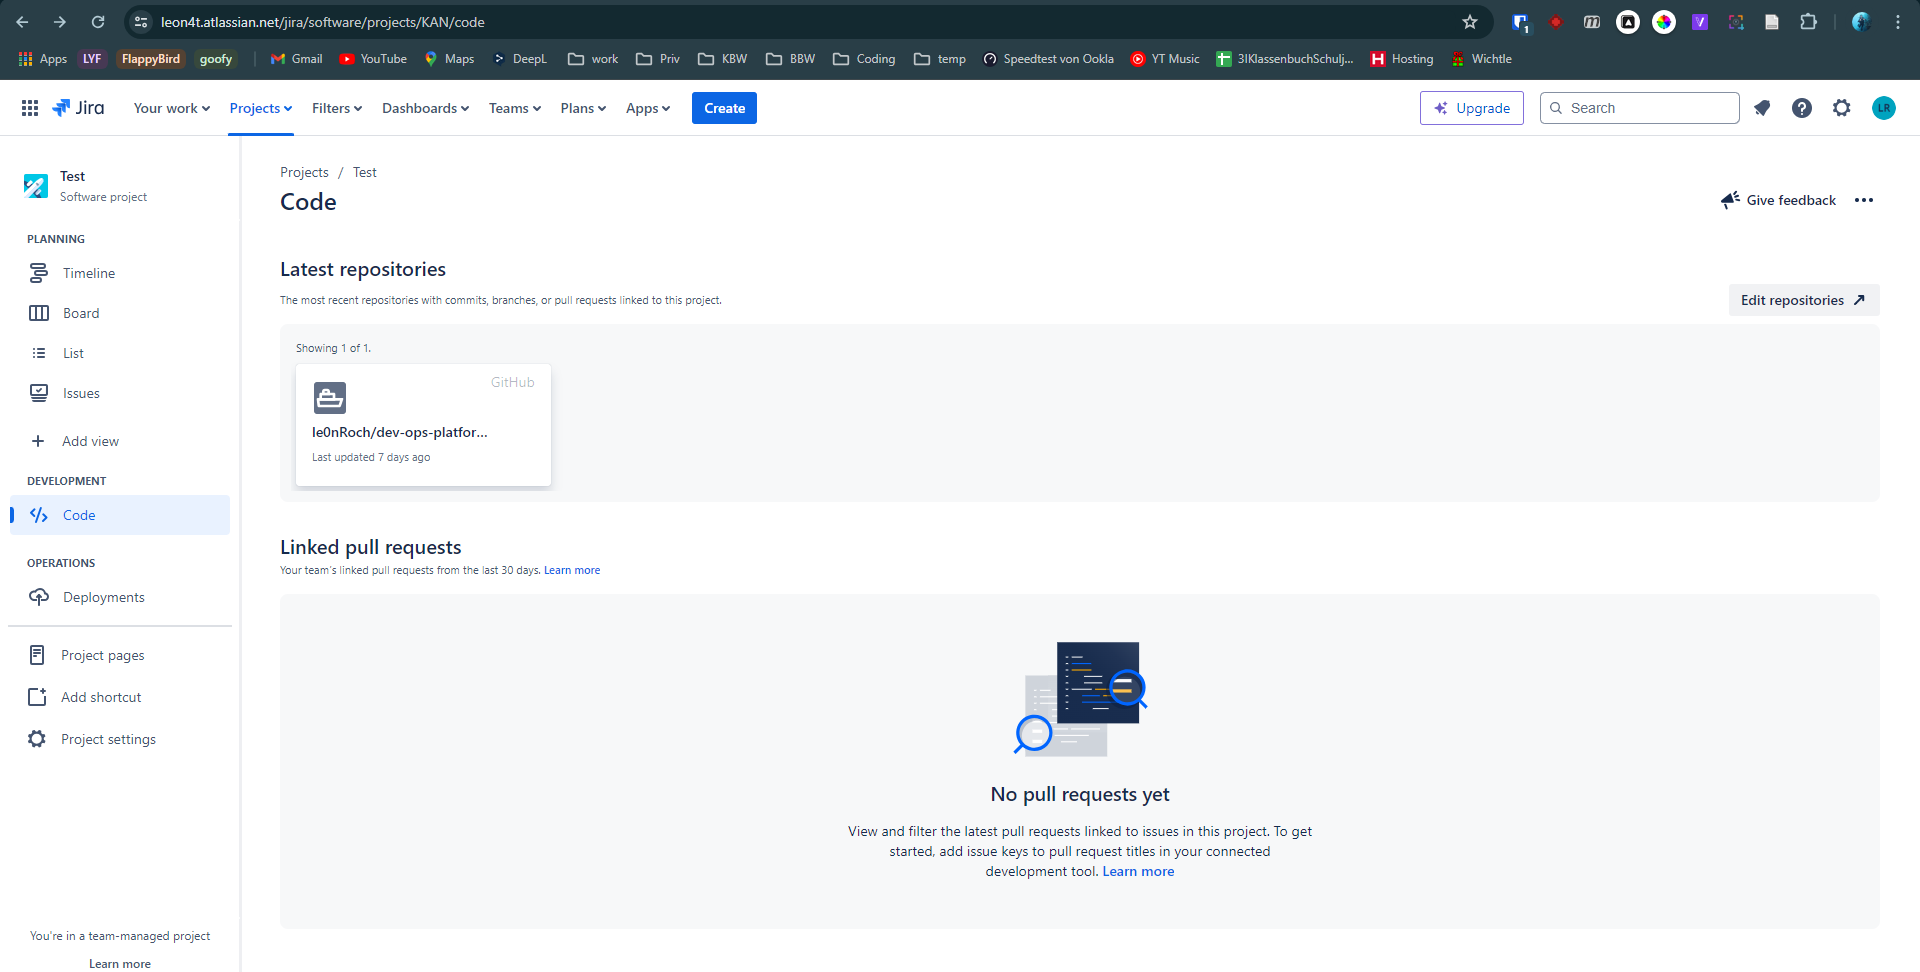 leon4t.atlassian.net/jira/software/projects/KAN/code
1
Apps LYF FlappyBird goofy Gmail YouTube Maps DeepL work Priv KBW BBW Coding temp Speedtest von Ookla YT Music 3IKlassenbuchSchulj... Hosting Wichtle
Jira Your work Projects Filters Dashboards Teams Plans Apps Create Upgrade Search LR
Test
Software project
PLANNING
Timeline
Board
List
Issues
Add view
DEVELOPMENT
Code
OPERATIONS
Deployments
Project pages
Add shortcut
Project settings
You're in a team-managed project
Learn more
Projects / Test
Code
Give feedback
Latest repositories
The most recent repositories with commits, branches, or pull requests linked to this project.
Edit repositories
Showing 1 of 1.
GitHub
le0nRoch/dev-ops-platfor...
Last updated 7 days ago
Linked pull requests
Your team's linked pull requests from the last 30 days. Learn more
No pull requests yet
View and filter the latest pull requests linked to issues in this project. To get
started, add issue keys to pull request titles in your connected
development tool. Learn more